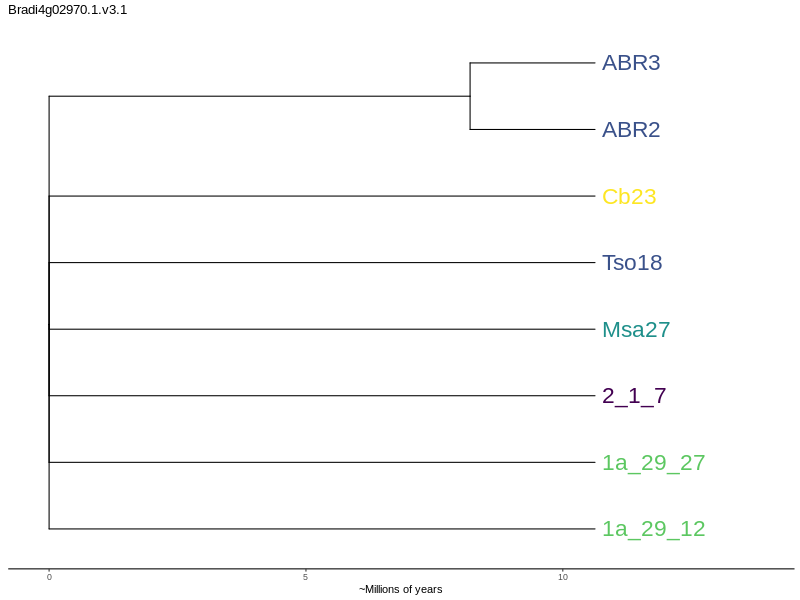 Bradi4g02970.1.v3.1
ABR3
ABR2
Cb23
Tso18
Msa27
2_1_7
1a_29_27
1a_29_12
0 5 10
~Millions of years